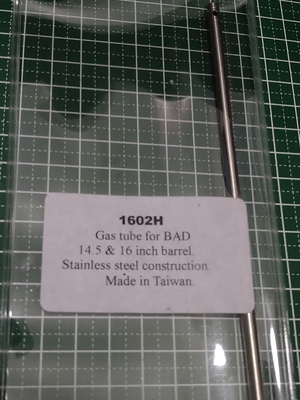 1602H
Gas tube for BAD
14.5 & 16 inch barrel.
Stainless steel construction.
Made in Taiwan.